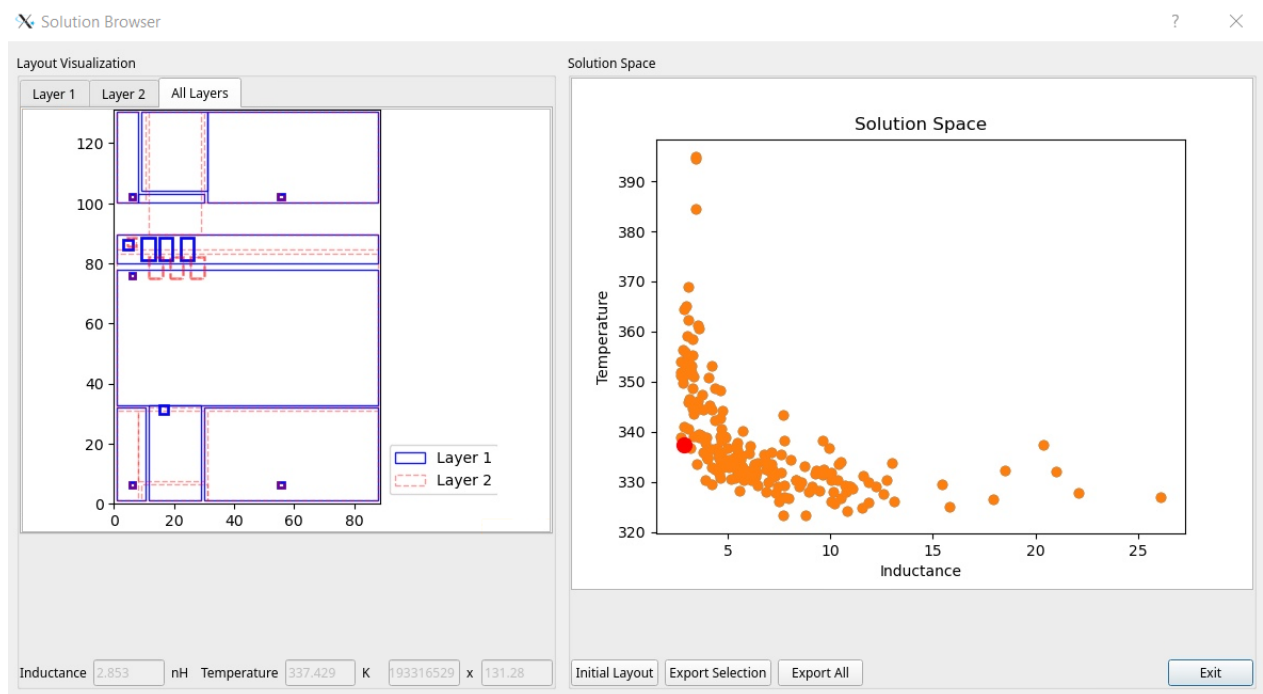 Solution Browser
?
Layout Visualization
Layer 1 Layer 2 All Layers
120
100
80
60
40
20
0
0 20 40 60 80
Layer 1
Layer 2
Inductance 2.853 nH Temperature 337.429 K 193316529 x 131.28
Solution Space
Solution Space
Temperature
390
380
370
360
350
340
330
320
5 10 15 20 25
Inductance
Initial Layout Export Selection Export All Exit